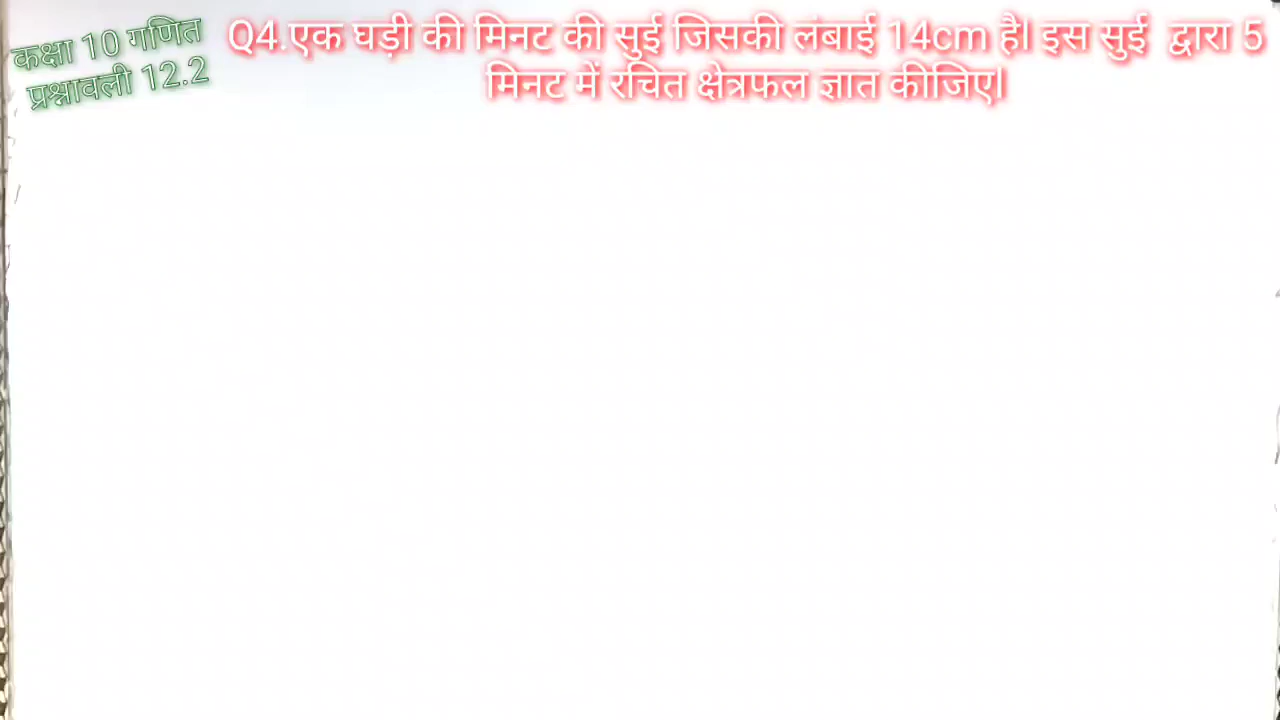 कक्षा 10 गणित
प्रश्नावली 12.2
Q4.एक घड़ी की मिनट की सुई जिसकी लंबाई 14cm है। इस सुई द्वारा 5
मिनट में रचित क्षेत्रफल ज्ञात कीजिए।